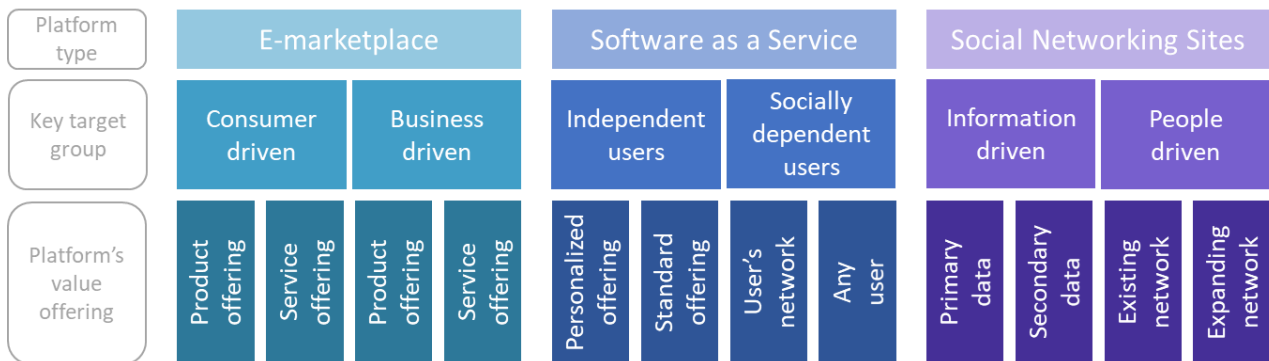 Platform
type
E-marketplace
Software as a Service
Social Networking Sites
Key target
group
Consumer
driven
Business
driven
Independent
users
Socially
dependent
users
Information
driven
People
driven
Platform's
value
offering
Product
offering
Service
offering
Product
offering
Service
offering
Personalized
offering
Standard
offering
User's
network
Any
user
Primary
data
Secondary
data
Existing
network
Expanding
network